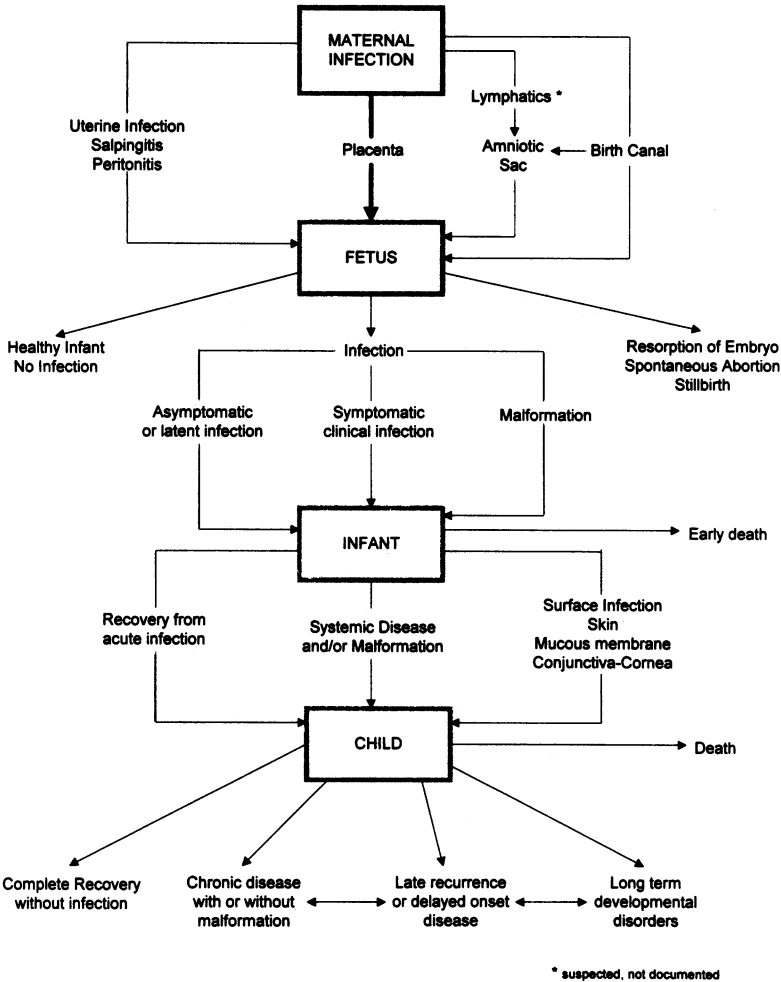 MATERNAL
INFECTION
Lymphatics *
Uterine Infection
Salpingitis
Peritonitis
Placenta
Amniotic
Sac
Birth Canal
FETUS
Healthy Infant
No Infection
Infection
Resorption of Embryo
Spontaneous Abortion
Stillbirth
Asymptomatic
or latent infection
Symptomatic
clinical infection
Malformation
INFANT
Early death
Recovery from
acute infection
Systemic Disease
and/or Malformation
Surface Infection
Skin
Mucous membrane
Conjunctiva-Cornea
CHILD
Death
Complete Recovery
without infection
Chronic disease
with or without
malformation
Late recurrence
or delayed onset
disease
Long term
developmental
disorders
* suspected, not documented